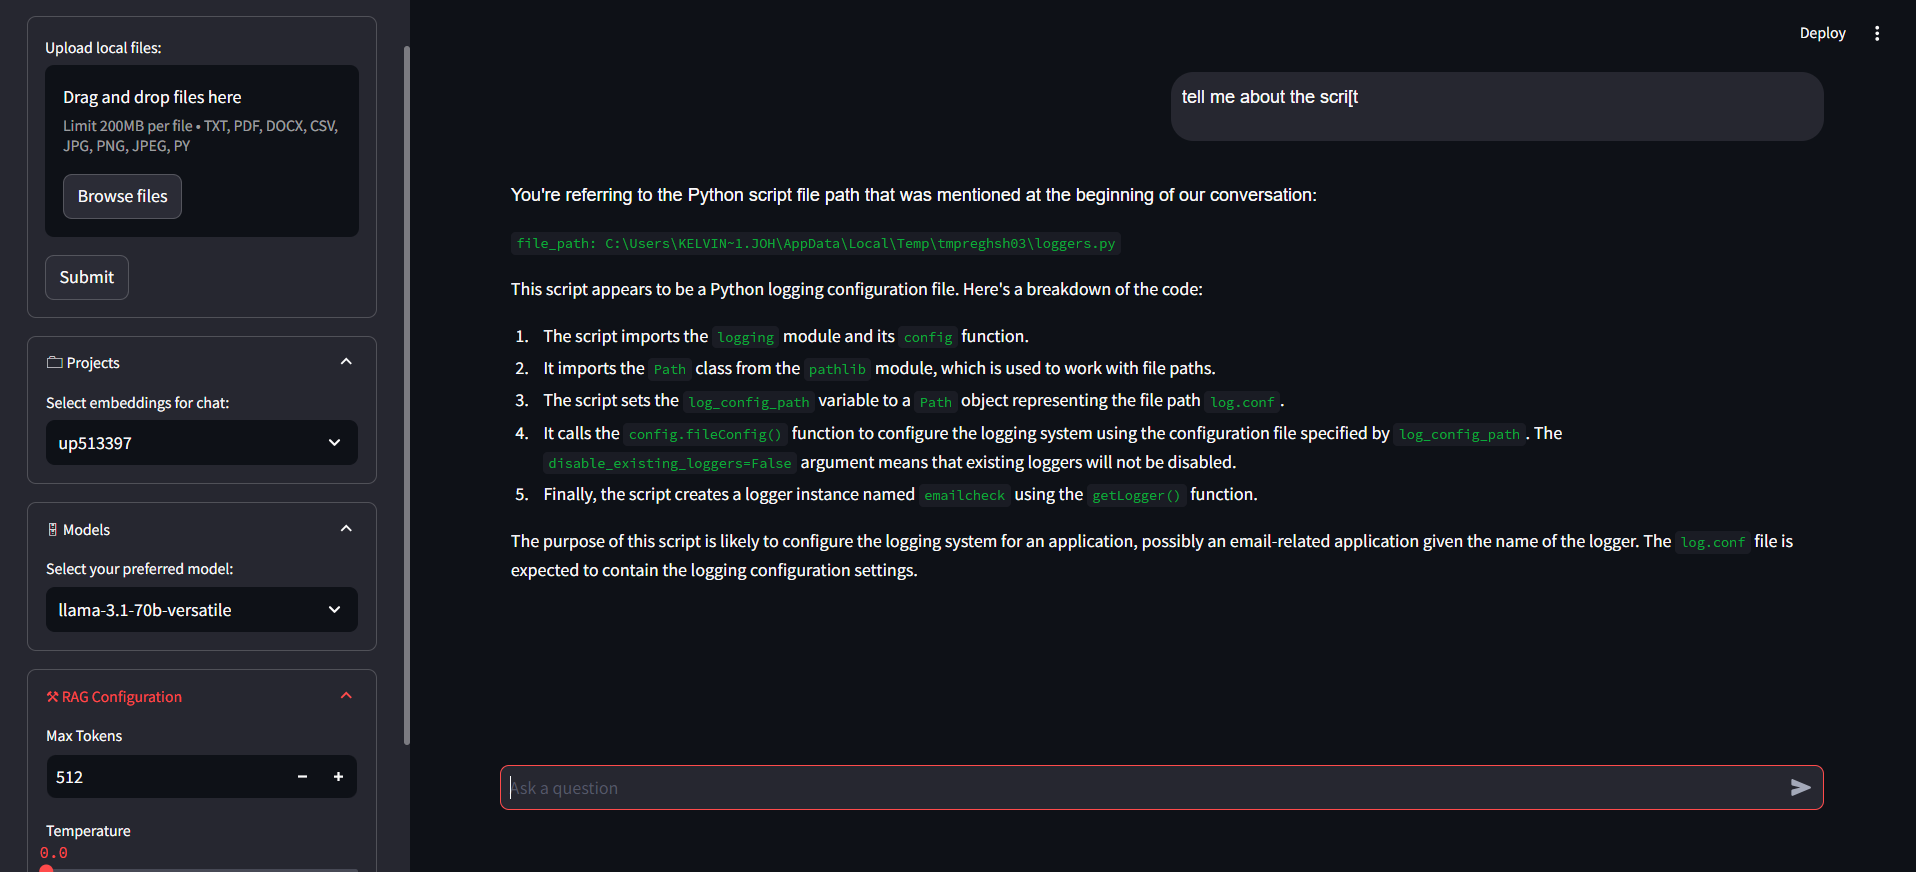 Upload local files:
Drag and drop files here
Limit 200MB per file • TXT, PDF, DOCX, CSV,
JPG, PNG, JPEG, PY
Browse files
Submit
Projects
Select embeddings for chat:
up513397
Models
Select your preferred model:
llama-3.1-70b-versatile
RAG Configuration
Max Tokens
512
Temperature
0.0
Deploy
tell me about the scri[t
You're referring to the Python script file path that was mentioned at the beginning of our conversation:
file_path: C:\Users\KELVIN~1.JOH\AppData\Local\Temp\tmpreghsh03\loggers.py
This script appears to be a Python logging configuration file. Here's a breakdown of the code:
1. The script imports the logging module and its config function.
2. It imports the Path class from the pathlib module, which is used to work with file paths.
3. The script sets the log_config_path variable to a Path object representing the file path log.conf.
4. It calls the config.fileConfig() function to configure the logging system using the configuration file specified by log_config_path. The
disable_existing_loggers=False argument means that existing loggers will not be disabled.
5. Finally, the script creates a logger instance named emailcheck using the getLogger() function.
The purpose of this script is likely to configure the logging system for an application, possibly an email-related application given the name of the logger. The log.conf file is
expected to contain the logging configuration settings.
Ask a question